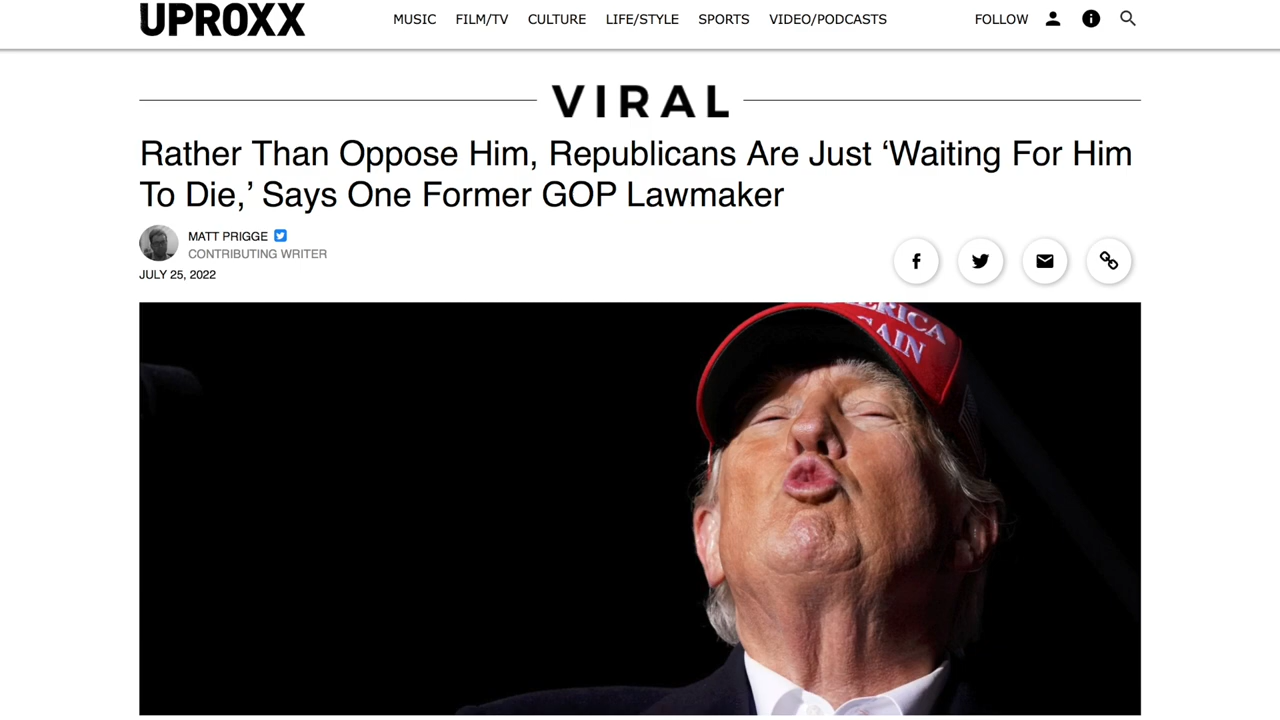 UPROXX
MUSIC FILM/TV CULTURE LIFE/STYLE SPORTS VIDEO/PODCASTS FOLLOW
VIRAL
Rather Than Oppose Him, Republicans Are Just ‘Waiting For Him
To Die,’ Says One Former GOP Lawmaker
MATT PRIGGE
CONTRIBUTING WRITER
JULY 25, 2022